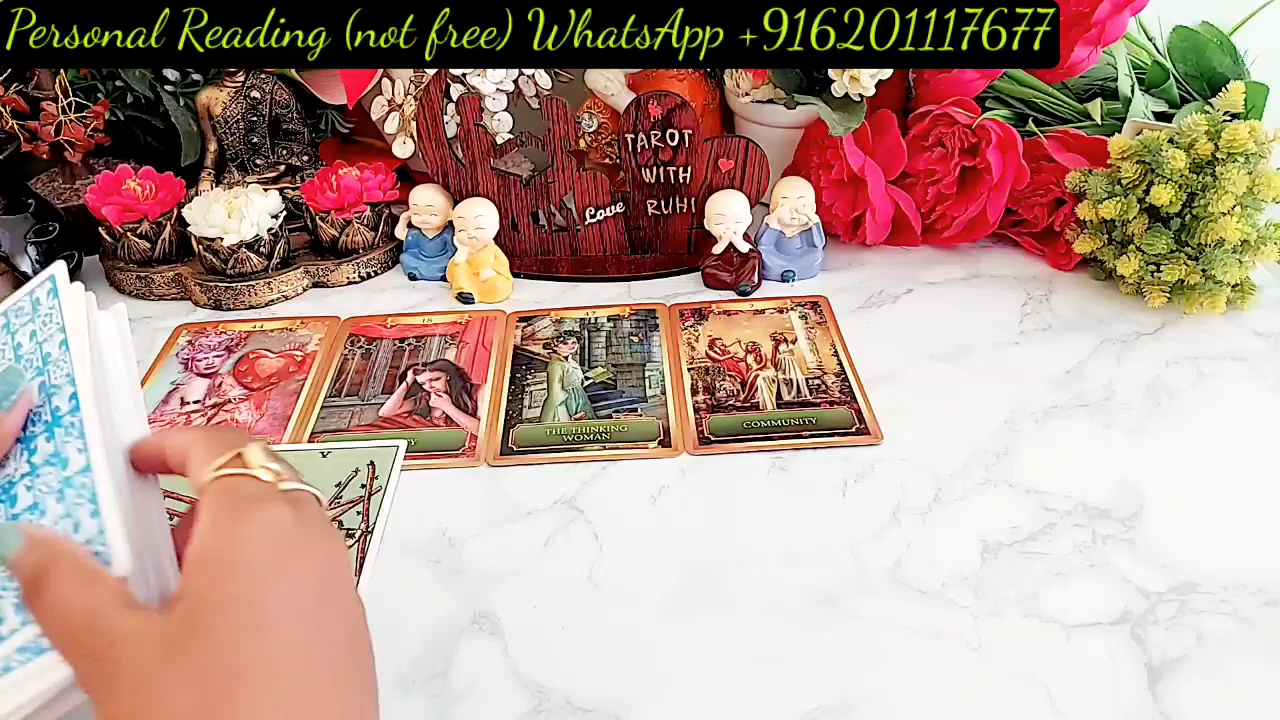 Personal Reading (not free) WhatsApp +916201117677
TAROT
WITH
RUHI
Love
44
18
47
7
THE THINKING
WOMAN
COMMUNITY
V